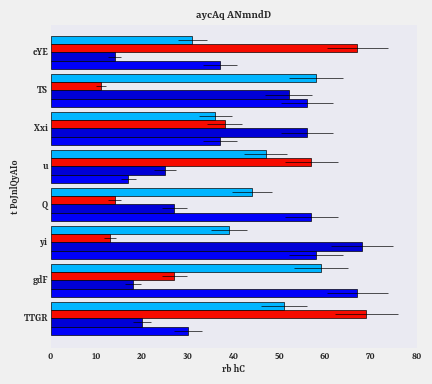 aycAq ANmndD
cYE
TS
Xxi
u
Q
yi
gdF
TTGR
t PoJnlQyAIo
0 10 20 30 40 50 60 70 80
rb hC